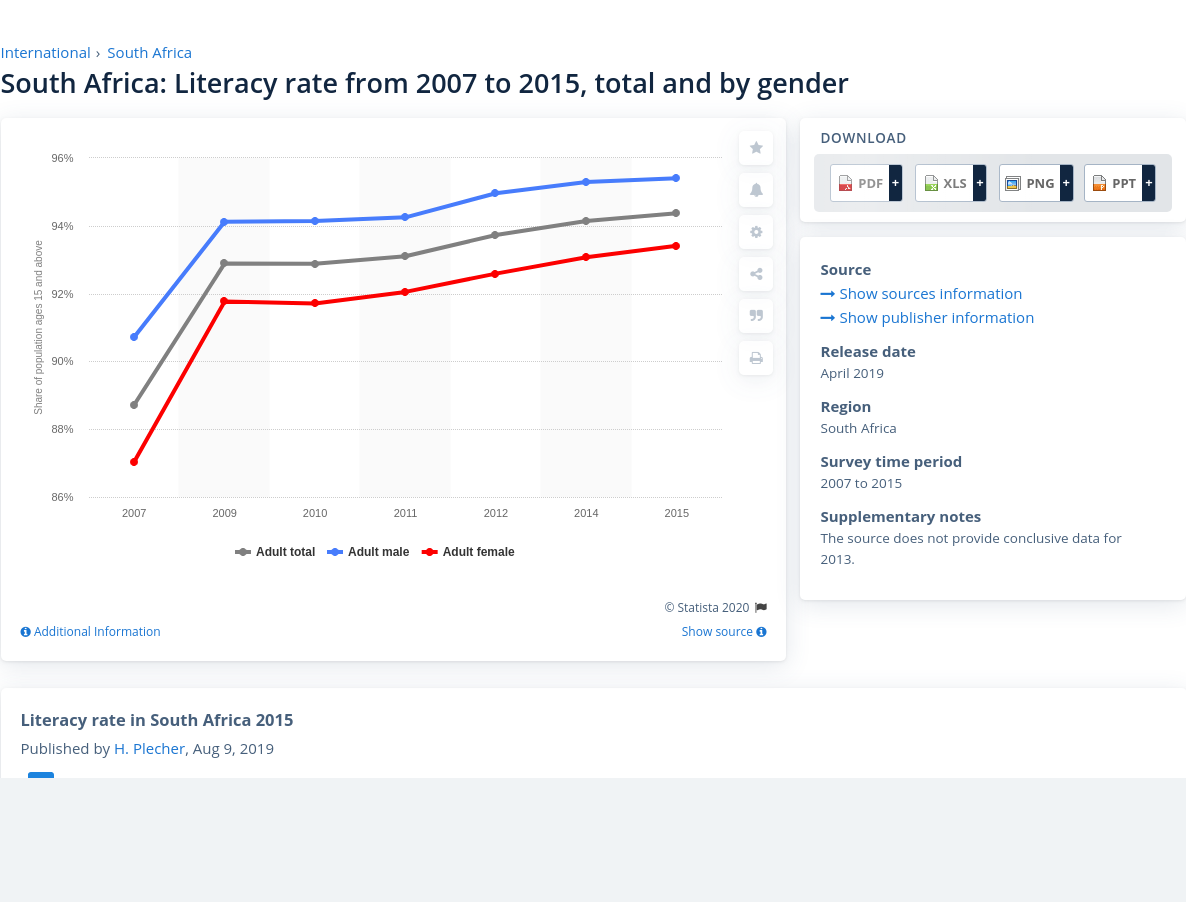 International › South Africa
South Africa: Literacy rate from 2007 to 2015, total and by gender
96%
94%
92%
90%
88%
86%
Share of population ages 15 and above
2007 2009 2010 2011 2012 2014 2015
Adult total Adult male Adult female
© Statista 2020
Additional Information Show source
DOWNLOAD
PDF + XLS + PNG + PPT +
Source
Show sources information
Show publisher information
Release date
April 2019
Region
South Africa
Survey time period
2007 to 2015
Supplementary notes
The source does not provide conclusive data for
2013.
Literacy rate in South Africa 2015
Published by H. Plecher, Aug 9, 2019